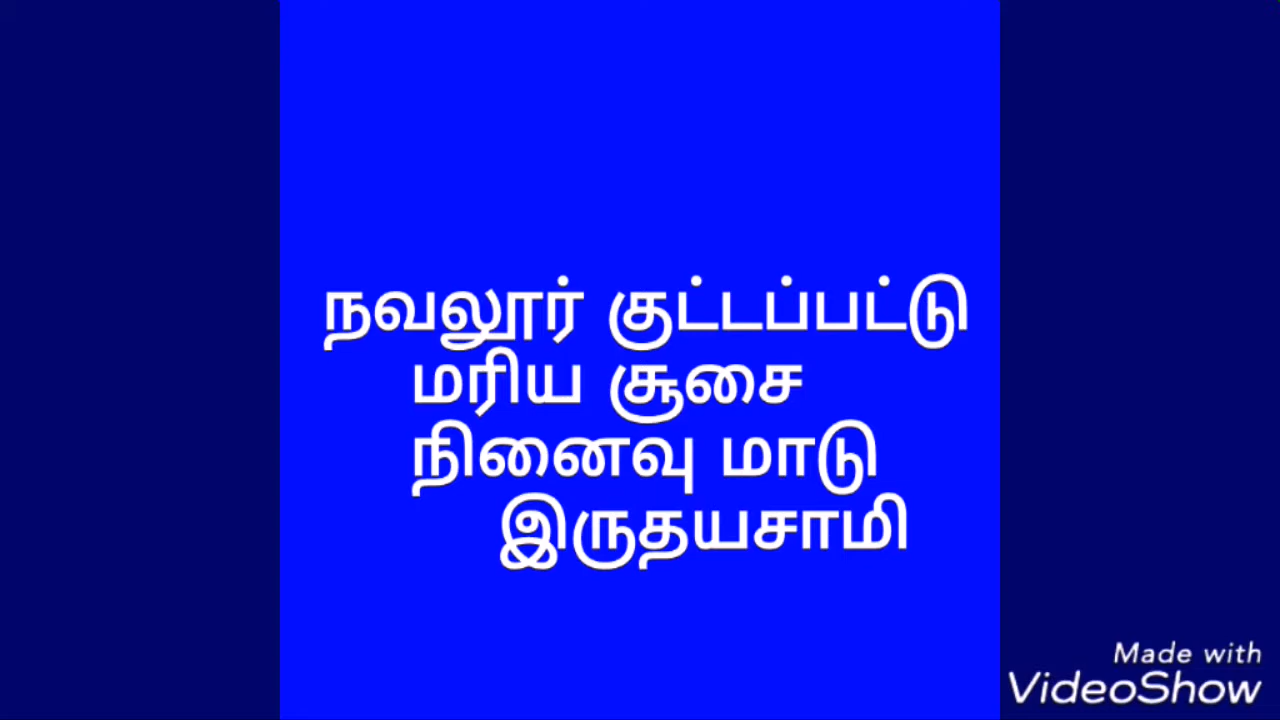 நவலூர் குட்டப்பட்டு
மரிய சூசை
நினைவு மாடு
இருதயசாமி
Made with
VideoShow